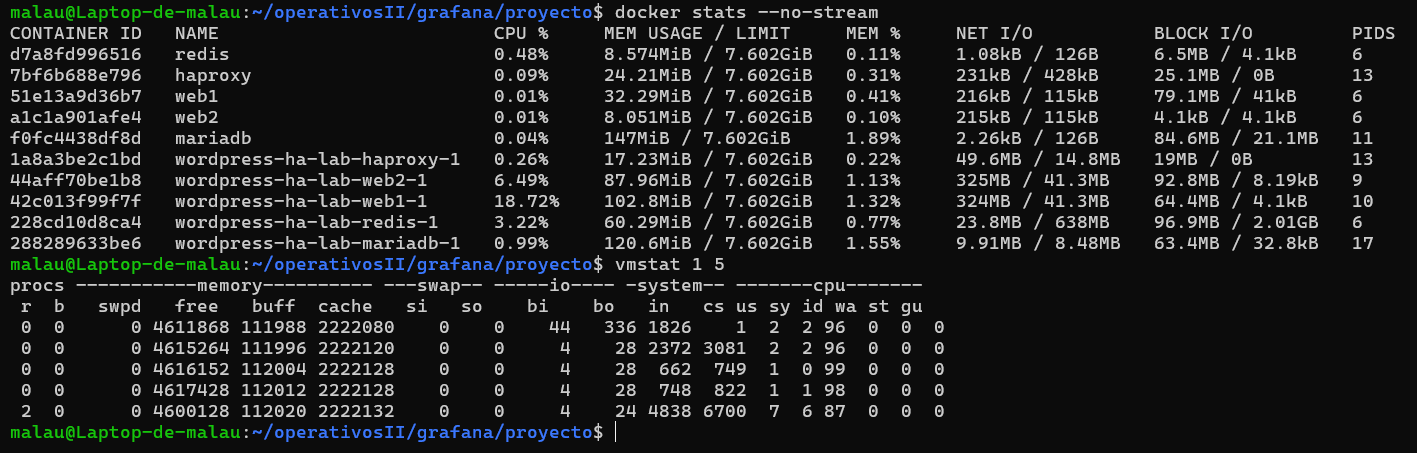 malau@Laptop-de-malau:~/operativosII/grafana/proyecto$ docker stats --no-stream
CONTAINER ID   NAME                       CPU %     MEM USAGE / LIMIT     MEM %     NET I/O           BLOCK I/O         PIDS
d7a8fd996516   redis                      0.48%     8.574MiB / 7.602GiB   0.11%     1.08kB / 126B     6.5MB / 4.1kB     6
7bf6b688e796   haproxy                    0.09%     24.21MiB / 7.602GiB   0.31%     231kB / 428kB     25.1MB / 0B       13
51e13a9d36b7   web1                       0.01%     32.29MiB / 7.602GiB   0.41%     216kB / 115kB     79.1MB / 41kB     6
a1c1a901afe4   web2                       0.01%     8.051MiB / 7.602GiB   0.10%     215kB / 115kB     4.1kB / 4.1kB     6
f0fc4438df8d   mariadb                    0.04%     147MiB / 7.602GiB     1.89%     2.26kB / 126B     84.6MB / 21.1MB   11
1a8a3be2c1bd   wordpress-ha-lab-haproxy-1   0.26%     17.23MiB / 7.602GiB   0.22%     49.6MB / 14.8MB   19MB / 0B         13
44aff70be1b8   wordpress-ha-lab-web2-1    6.49%     87.96MiB / 7.602GiB   1.13%     325MB / 41.3MB    92.8MB / 8.19kB   9
42c013f99f7f   wordpress-ha-lab-web1-1    18.72%    102.8MiB / 7.602GiB   1.32%     324MB / 41.3MB    64.4MB / 4.1kB    10
228cd10d8ca4   wordpress-ha-lab-redis-1   3.22%     60.29MiB / 7.602GiB   0.77%     23.8MB / 638MB    96.9MB / 2.01GB   6
288289633be6   wordpress-ha-lab-mariadb-1   0.99%     120.6MiB / 7.602GiB   1.55%     9.91MB / 8.48MB   63.4MB / 32.8kB   17
malau@Laptop-de-malau:~/operativosII/grafana/proyecto$ vmstat 1 5
procs -----------memory---------- ---swap-- -----io---- -system-- -------cpu-------
 r  b   swpd   free   buff  cache   si   so    bi    bo   in   cs us sy id wa st gu
 0  0      0 4611868 111988 2222080    0    0    44   336 1826    1  2  2 96  0  0  0
 0  0      0 4615264 111996 2222120    0    0     4    28 2372 3081  2  2 96  0  0  0
 0  0      0 4616152 112004 2222128    0    0     4    28  662  749  1  0 99  0  0  0
 0  0      0 4617428 112012 2222128    0    0     4    28  748  822  1  1 98  0  0  0
 2  0      0 4600128 112020 2222132    0    0     4    24 4838 6700  7  6 87  0  0  0
malau@Laptop-de-malau:~/operativosII/grafana/proyecto$